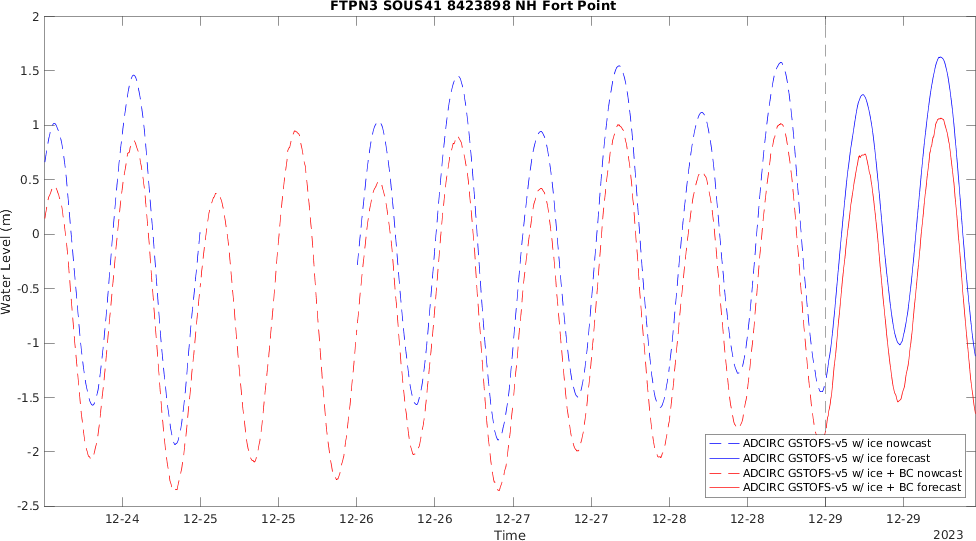 FTPN3 SOUS41 8423898 NH Fort Point
2
1.5
1
0.5
0
-0.5
-1
-1.5
-2
-2.5
Water Level (m)
ADCIRC GSTOFS-v5 w/ ice nowcast
ADCIRC GSTOFS-v5 w/ ice forecast
ADCIRC GSTOFS-v5 w/ ice + BC nowcast
ADCIRC GSTOFS-v5 w/ ice + BC forecast
12-24 12-25 12-25 12-26 12-26 12-27 12-27 12-28 12-28 12-29 12-29
Time
2023